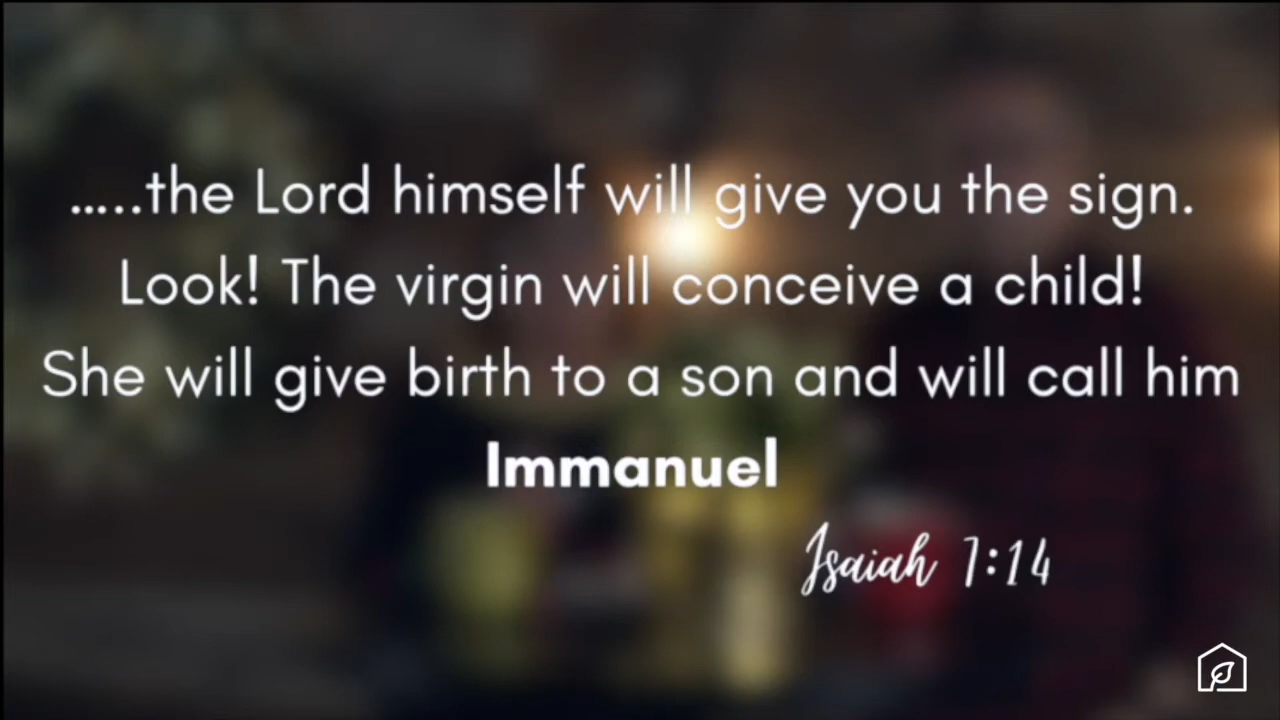 .....the Lord himself will give you the sign.
Look! The virgin will conceive a child!
She will give birth to a son and will call him
Immanuel
Isaiah 7:14